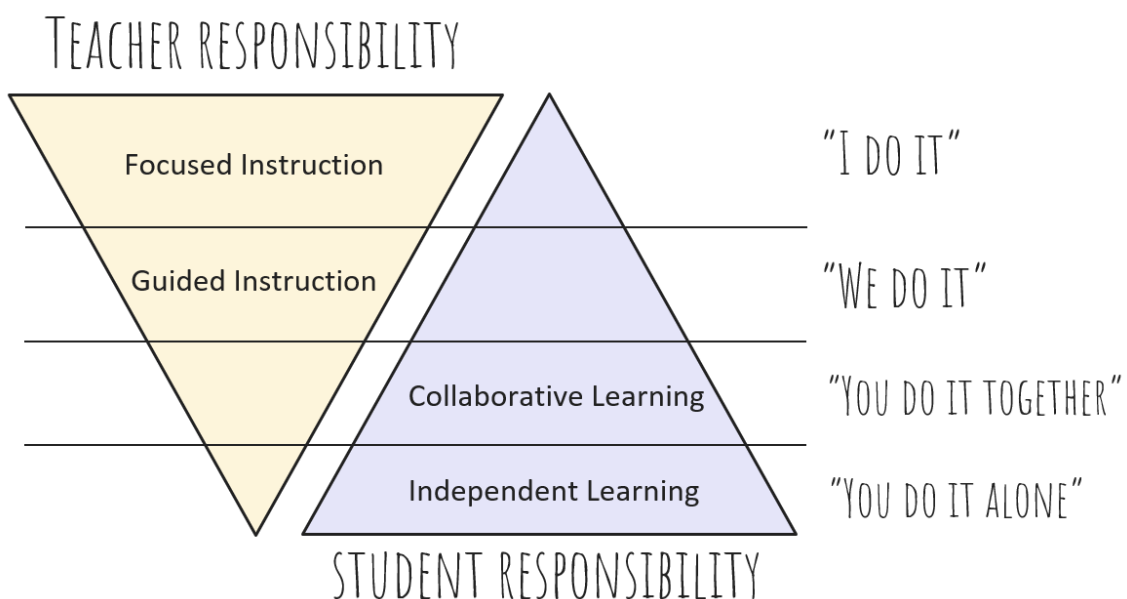 TEACHER RESPONSIBILITY
Focused Instruction
"I DO IT"
Guided Instruction
"WE DO IT"
Collaborative Learning
"YOU DO IT TOGETHER"
Independent Learning
"YOU DO IT ALONE"
STUDENT RESPONSIBILITY